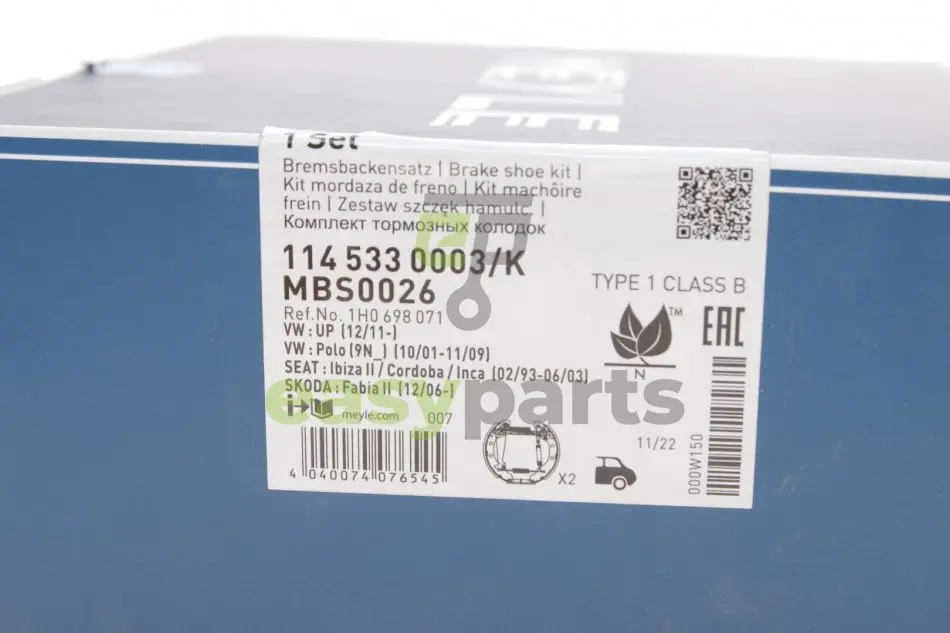 1 Set
Bremsbackensatz | Brake shoe kit |
Kit mordaza de freno | Kit machôire
frein | Zestaw szczęk hamulc. |
Комплект тормозных колодок
114 533 0003/K
MBS0026
Ref.No. 1H0 698 071
TYPE 1 CLASS B
VW : UP (12/11-)
VW : Polo (9N_) (10/01-11/09)
SEAT : Ibiza II / Cordoba / Inca (02/93-06/03)
SKODA : Fabia II (12/06-)
TM
N
EAC
easyparts
meyle.com
007
11/22
000W150
X2
4 040074 076545